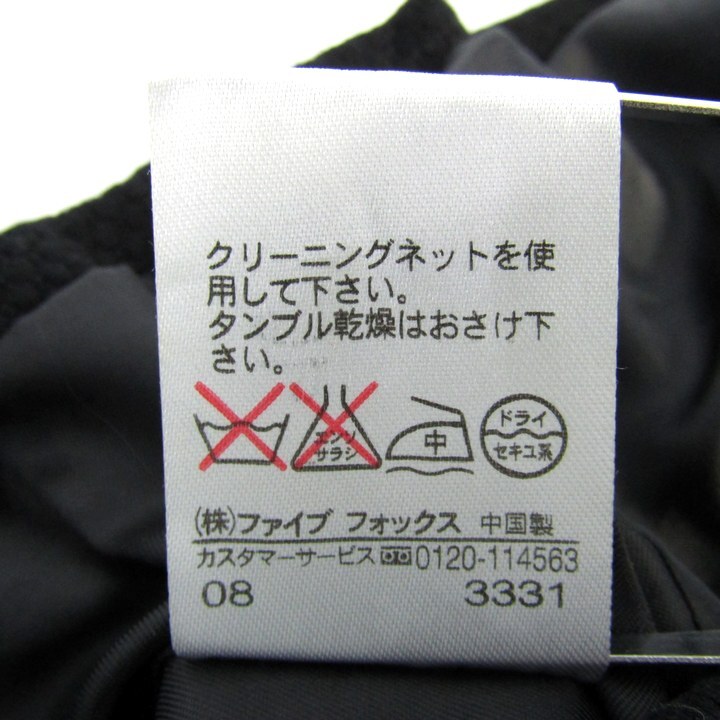 クリーニングネットを使
用して下さい。
タンブル乾燥はおさけ下
さい。
エンソ
サラシ
中
ドライ
セキユ系
(株)ファイブ フォックス 中国製
カスタマーサービス 0120-114563
08 3331